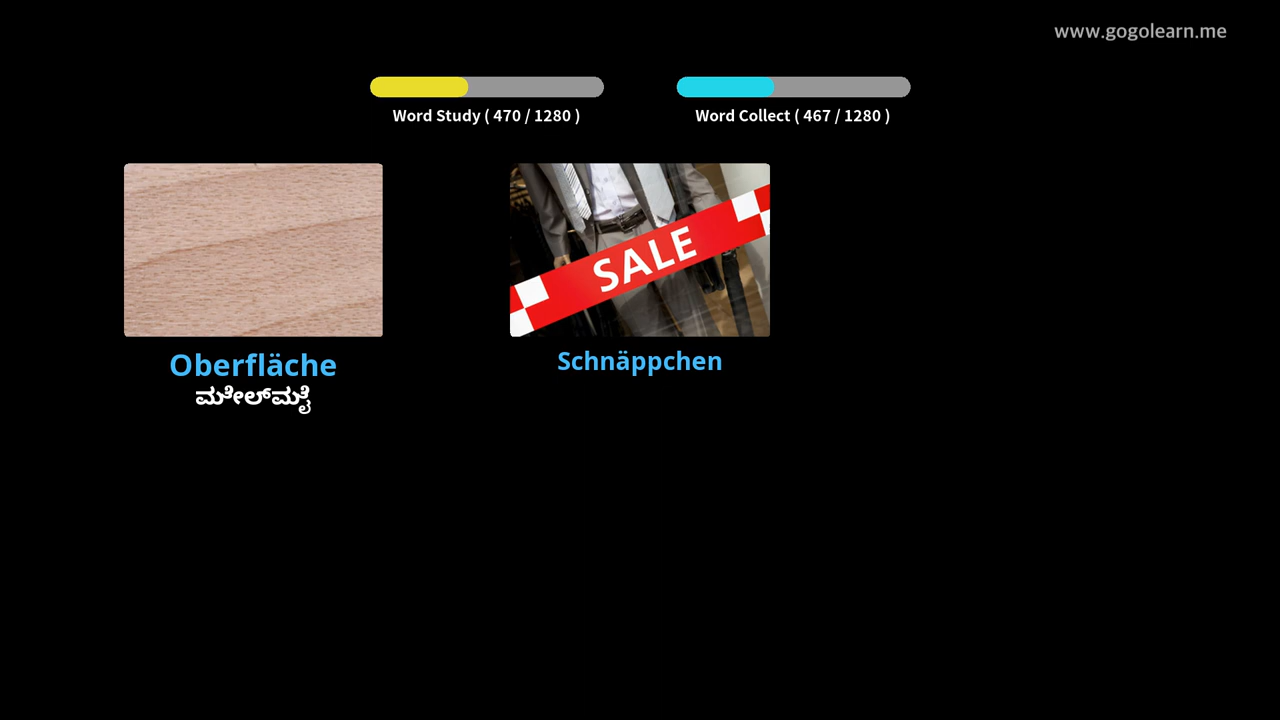 www.gogolearn.me
Word Study ( 470 / 1280 )
Word Collect ( 467 / 1280 )
SALE
Oberfläche
ಮೇಲ್ಮೈ
Schnäppchen